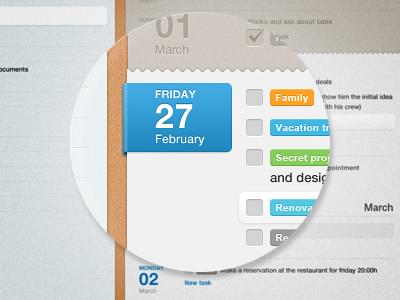 01
March
Marks and ask about table
Task
ocuments
deals
FRIDAY
27
February
Family
how him the initial idea
with his crew)
Vacation tr
Secret proj
and desig
pointment
Renova
March
Re
MONDAY
02
March
Make a reservation at the restaurant for friday 20:00h
New task